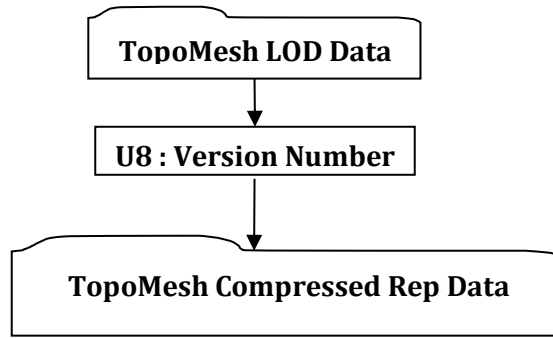 TopoMesh LOD Data
U8 : Version Number
TopoMesh Compressed Rep Data